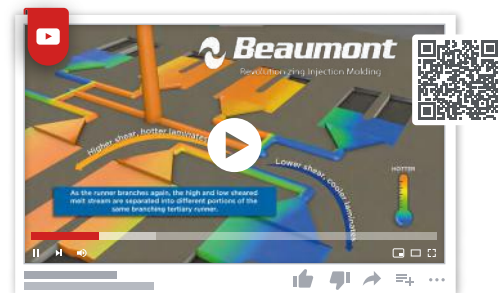 Beaumont
Revolutionizing Injection Molding
Higher shear, hotter laminates
Lower shear, cooler laminates
HOTTER
As the runner branches again, the high and low sheared
melt stream are separated into different portions of the
same branching tertiary runner.